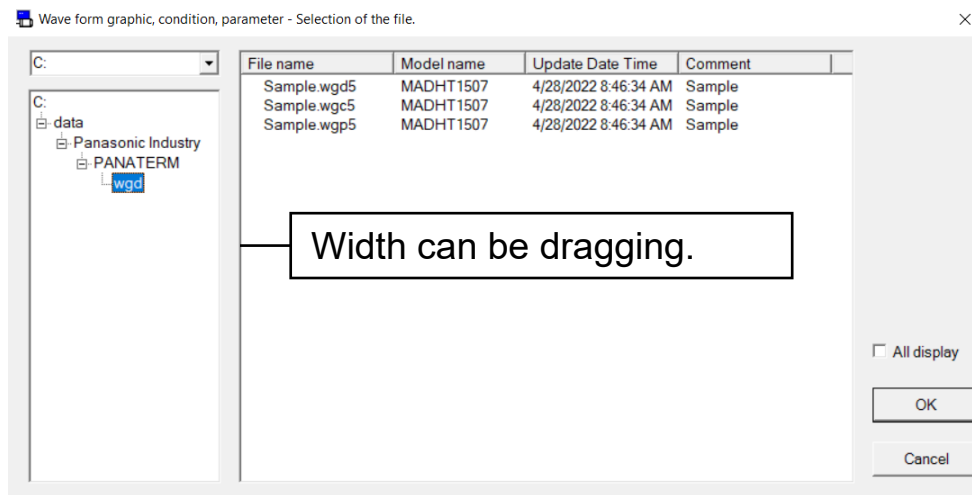 Wave form graphic, condition, parameter - Selection of the file.
C:
C:
data
Panasonic Industry
PANATERM
wgd
File name Model name Update Date Time Comment
Sample.wgd5 MADHT1507 4/28/2022 8:46:34 AM Sample
Sample.wgc5 MADHT1507 4/28/2022 8:46:34 AM Sample
Sample.wgp5 MADHT1507 4/28/2022 8:46:34 AM Sample
Width can be dragging.
All display
OK
Cancel